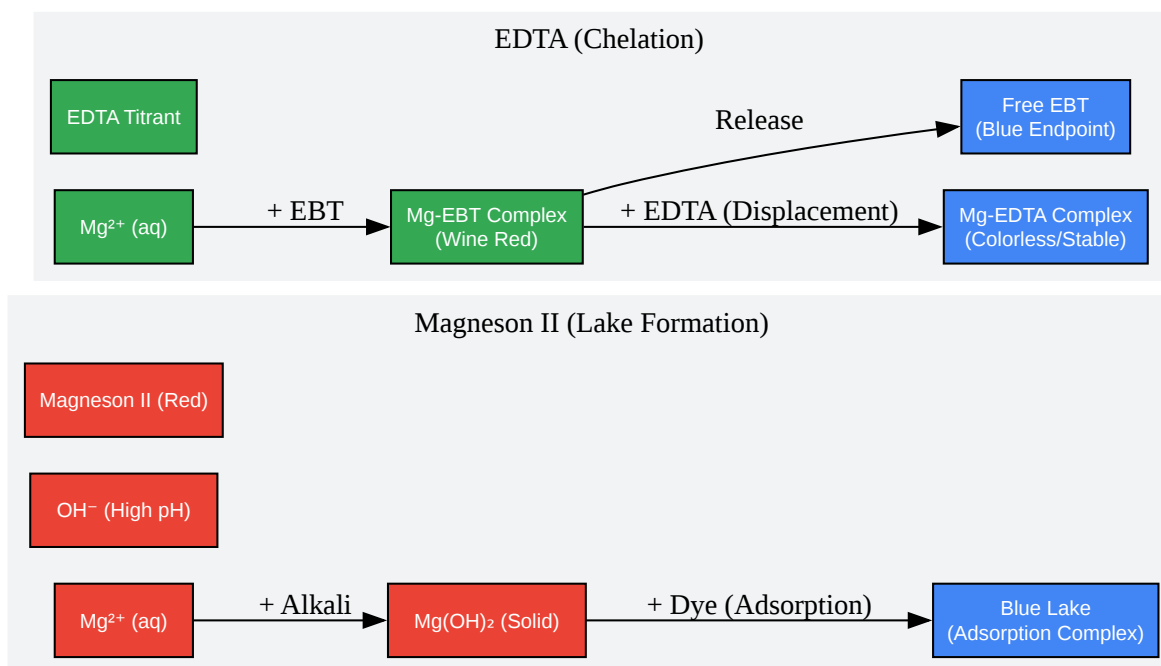 EDTA (Chelation)
EDTA Titrant
Free EBT
(Blue Endpoint)
Release
Mg²⁺ (aq)
+ EBT
Mg-EBT Complex
(Wine Red)
+ EDTA (Displacement)
Mg-EDTA Complex
(Colorless/Stable)
Magneson II (Lake Formation)
Magneson II (Red)
OH⁻ (High pH)
Mg²⁺ (aq)
+ Alkali
Mg(OH)₂ (Solid)
+ Dye (Adsorption)
Blue Lake
(Adsorption Complex)